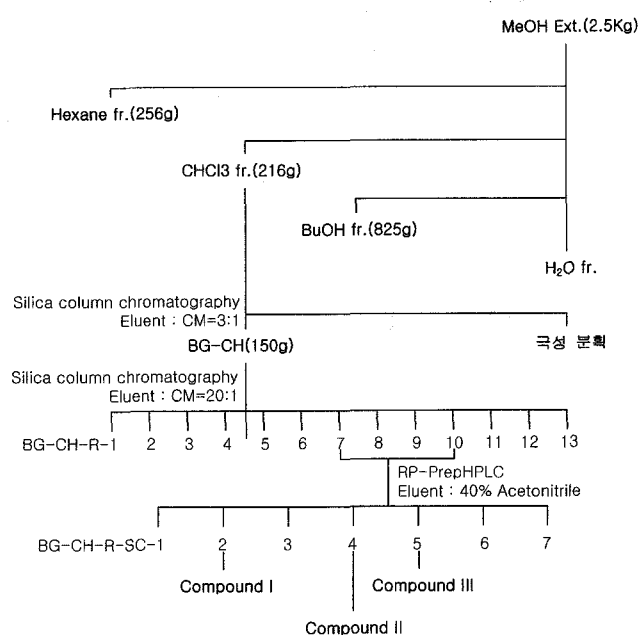 MeOH Ext.(2.5Kg)
Hexane fr.(256g)
CHCl3 fr.(216g)
BuOH fr.(825g)
H₂O fr.
Silica column chromatography
Eluent : CM=3:1
BG-CH(150g)
극성 분획
Silica column chromatography
Eluent : CM=20:1
BG-CH-R-1 2 3 4 5 6 7 8 9 10 11 12 13
RP-PrepHPLC
Eluent : 40% Acetonitrile
BG-CH-R-SC-1 2 3 4 5 6 7
Compound I
Compound III
Compound II